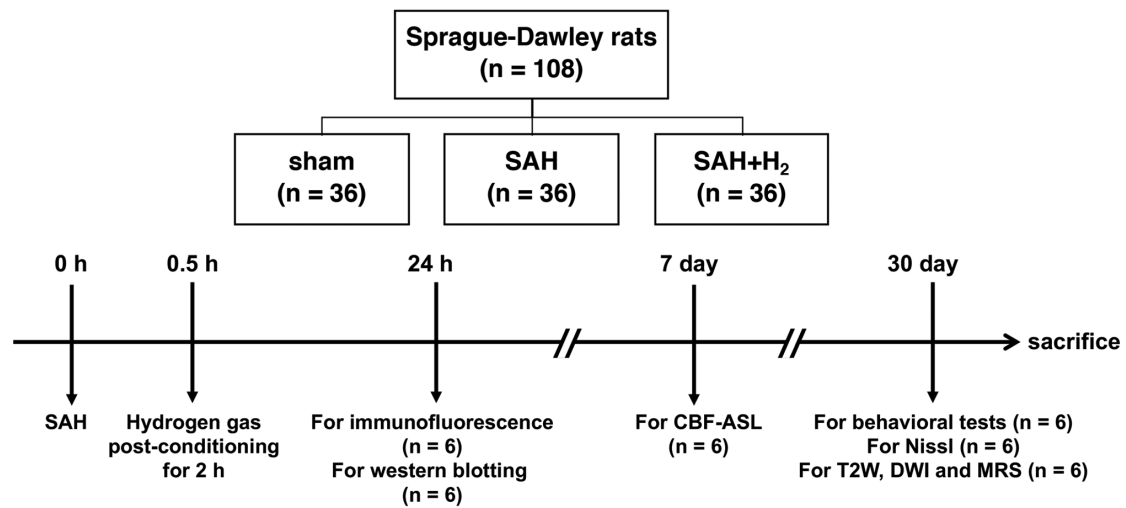 Sprague-Dawley rats
(n = 108)
sham
(n = 36)
SAH
(n = 36)
SAH+H₂
(n = 36)
0 h
0.5 h
24 h
7 day
30 day
sacrifice
SAH
Hydrogen gas
post-conditioning
for 2 h
For immunofluorescence
(n = 6)
For western blotting
(n = 6)
For CBF-ASL
(n = 6)
For behavioral tests (n = 6)
For Nissl (n = 6)
For T2W, DWI and MRS (n = 6)